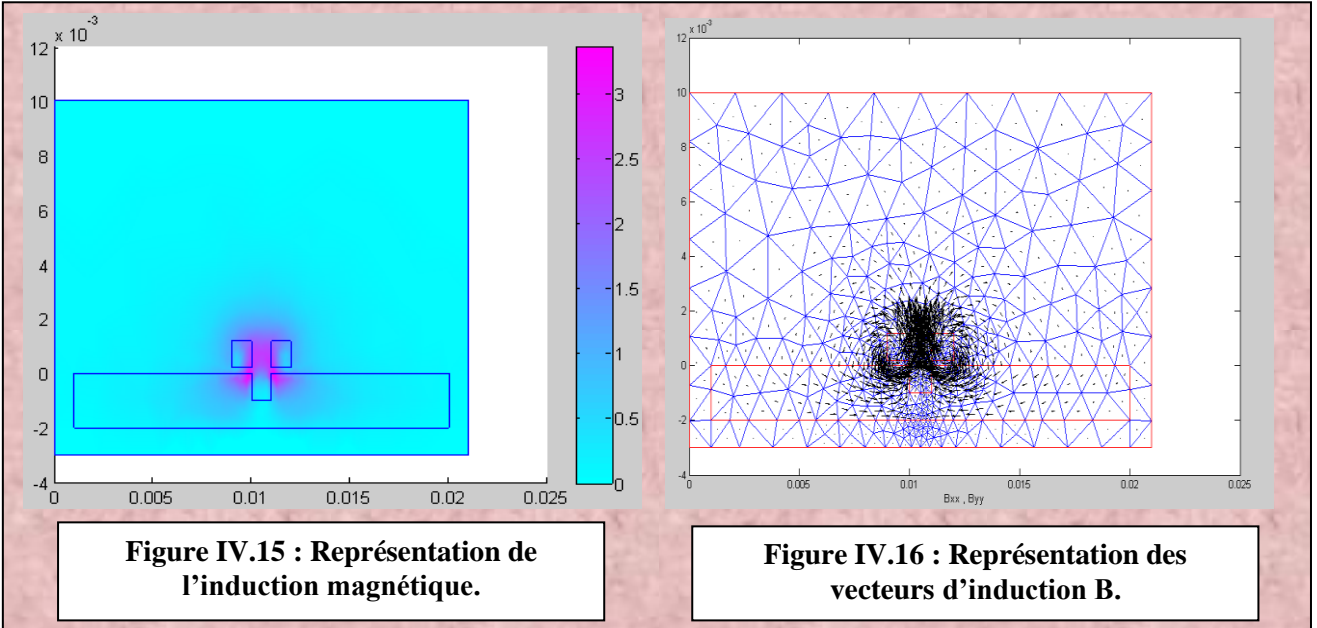 x 10⁻³
12
10
8
6
4
2
0
-2
-4
0 0.005 0.01 0.015 0.02 0.025
3
2.5
2
1.5
1
0.5
0
Figure IV.15 : Représentation de
l'induction magnétique.
x 10⁻³
12
10
8
6
4
2
0
-2
-4
0 0.005 0.01 0.015 0.02 0.025
Bxx , Byy
Figure IV.16 : Représentation des
vecteurs d'induction B.